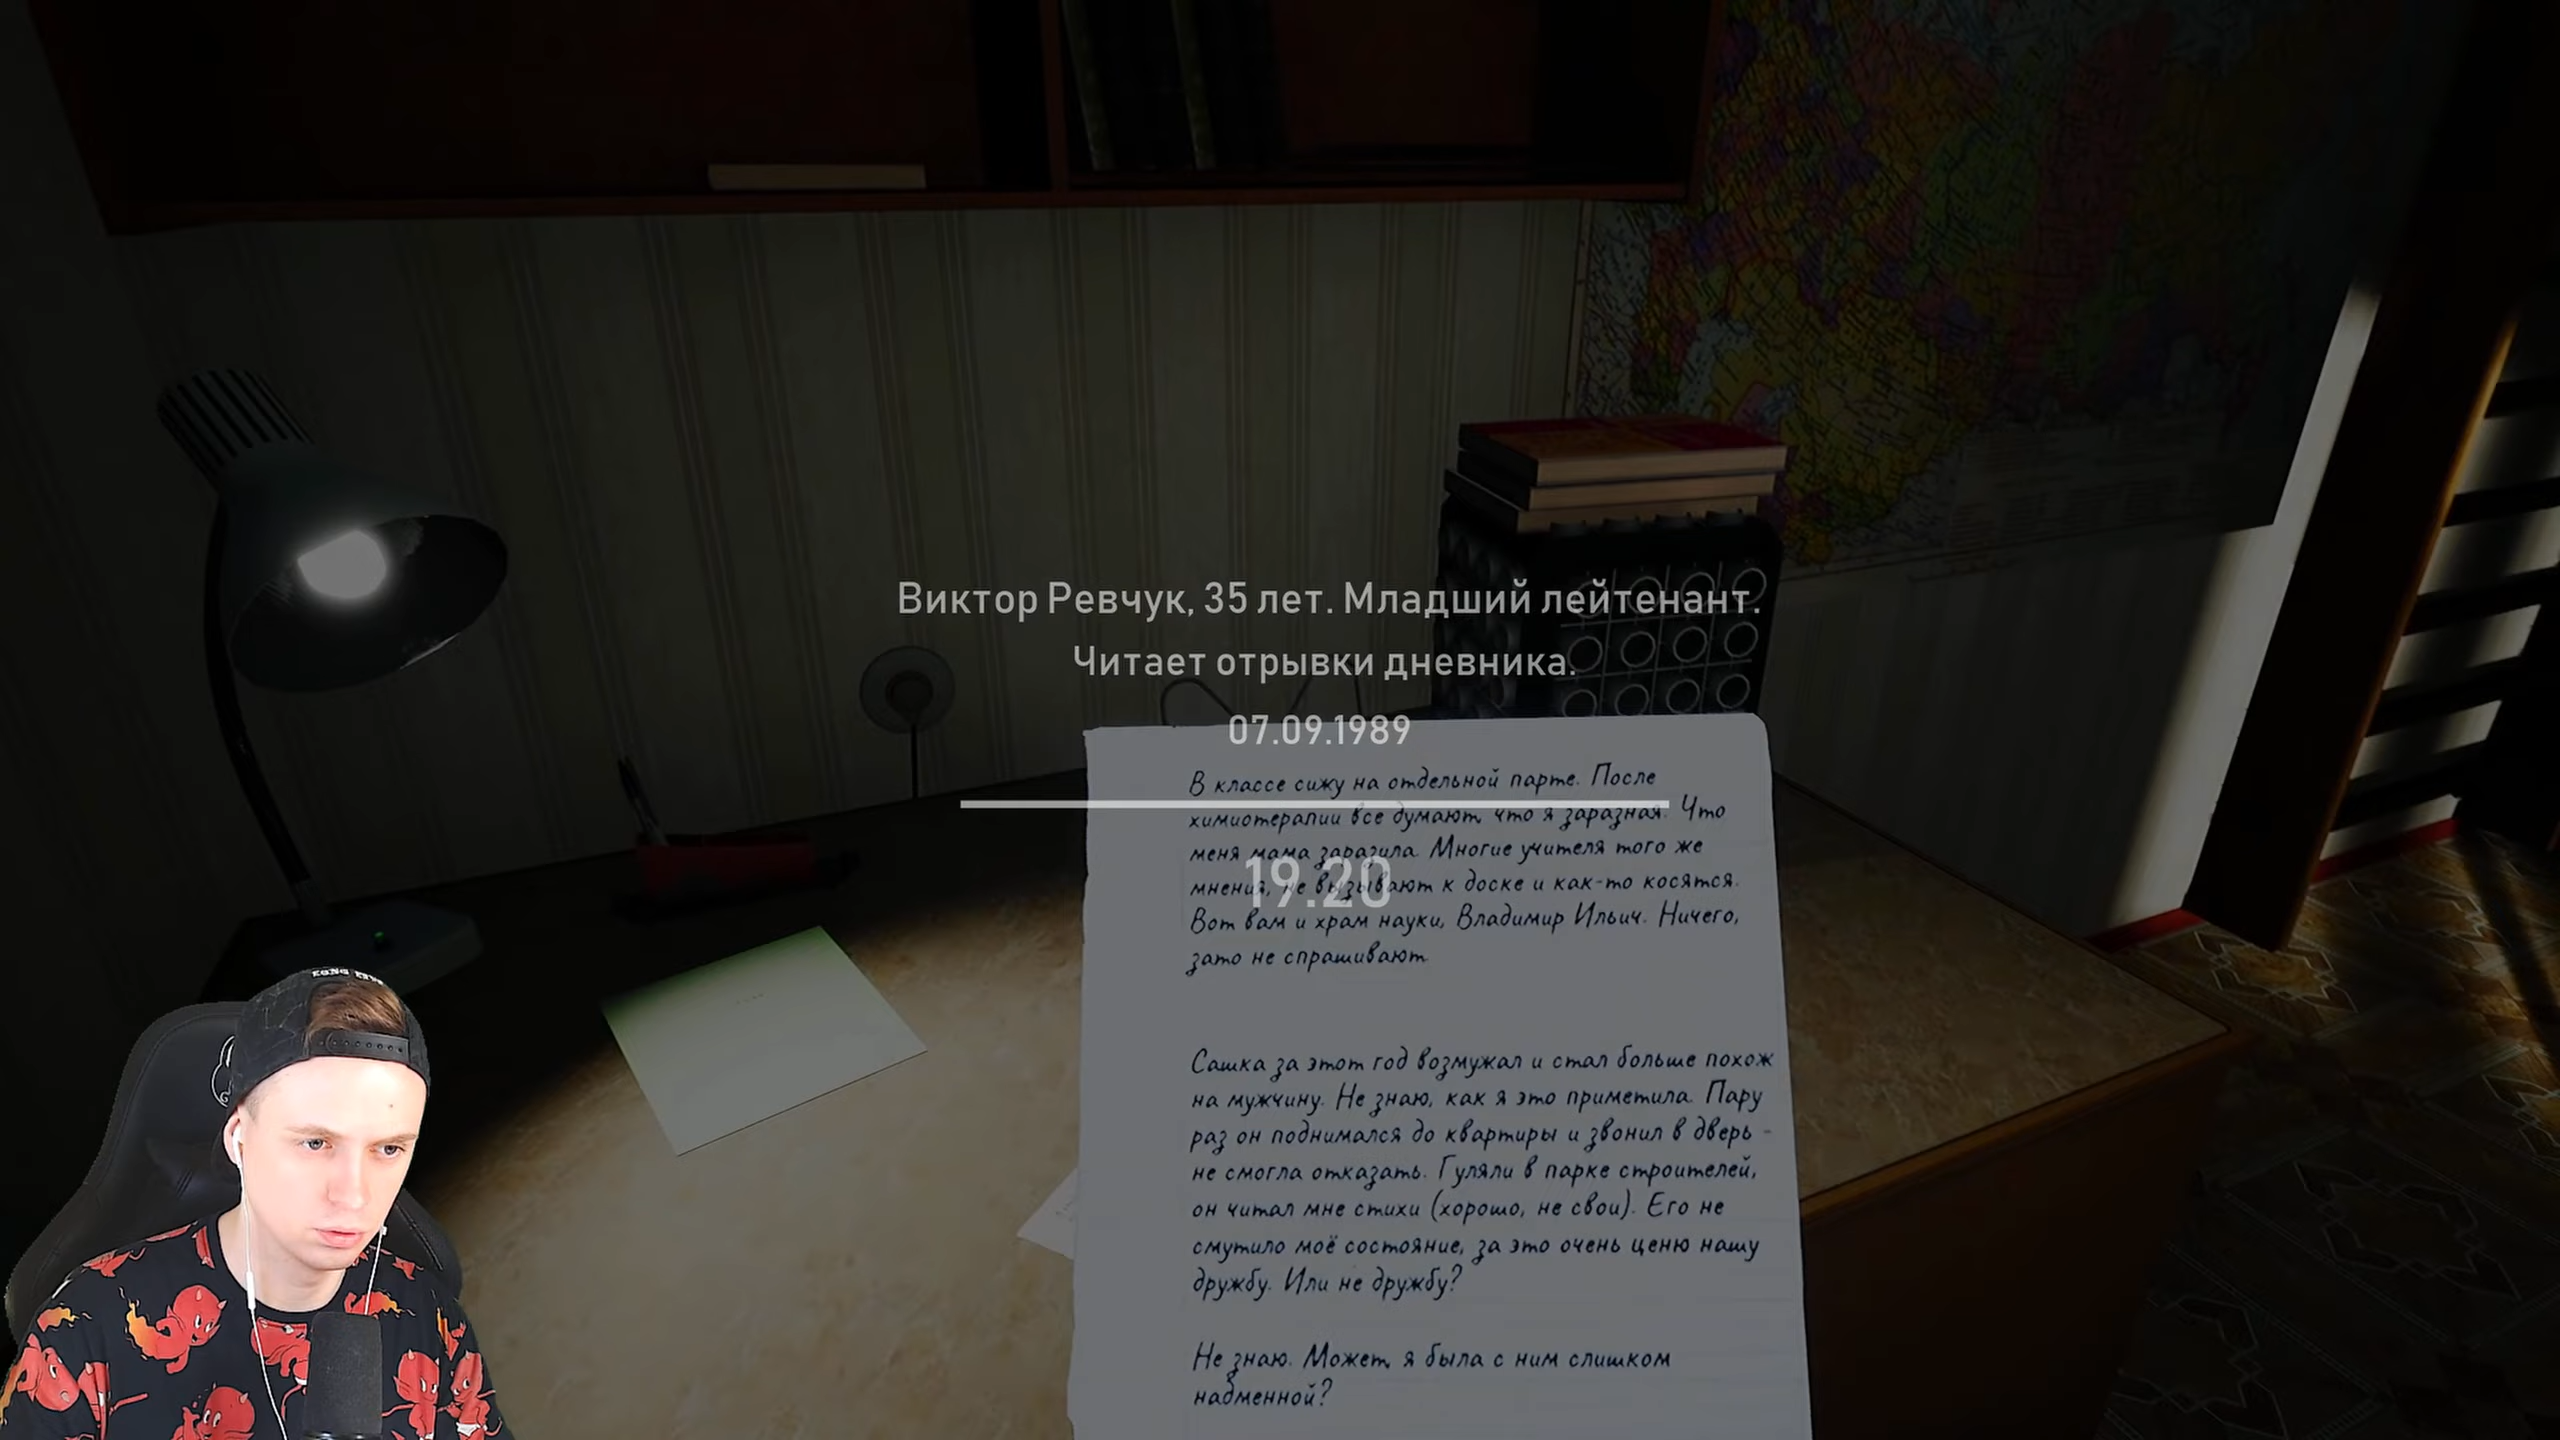 Виктор Ревчук, 35 лет. Младший лейтенант.
Читает отрывки дневника.
07.09.1989
19.20
В классе сижу на отдельной парте. После
химиотерапии все думают, что я заразная. Что
меня мама заразила. Многие учителя того же
мнения, не вызывают к доске и как-то косятся.
Вот вам и храм науки, Владимир Ильич. Ничего,
зато не спрашивают.
Сашка за этот год возмужал и стал больше похож
на мужчину. Не знаю, как я это приметила. Пару
раз он поднимался до квартиры и звонил в дверь -
не смогла отказать. Гуляли в парке строителей,
он читал мне стихи (хорошо, не свои). Его не
смутило моё состояние, за это очень ценю нашу
дружбу. Или не дружбу?
Не знаю. Может, я была с ним слишком
надменной?